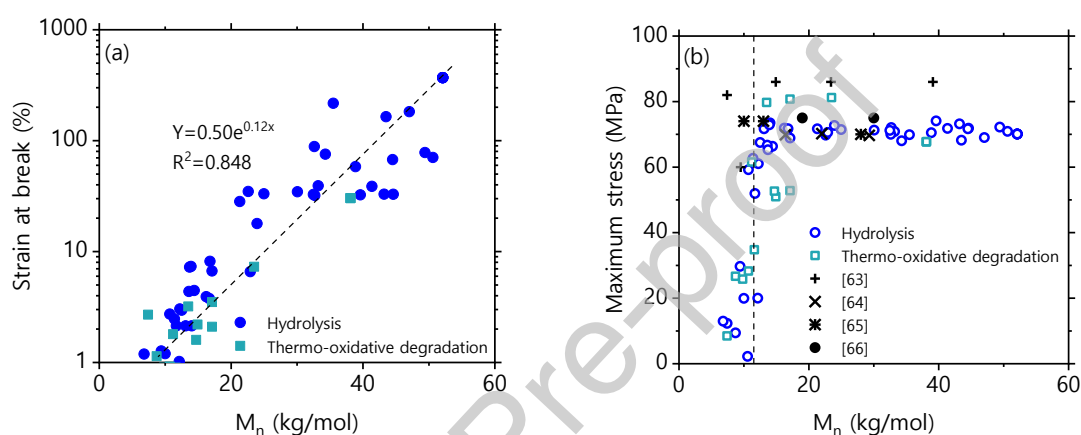 (a)
1000
100
10
1
Strain at break (%)
Y=0.50e^0.12x
R²=0.848
Hydrolysis
Thermo-oxidative degradation
0
20
40
60
Mn (kg/mol)
(b)
100
80
60
40
20
0
Maximum stress (MPa)
Hydrolysis
Thermo-oxidative degradation
[63]
[64]
[65]
[66]
0
20
40
60
Mn (kg/mol)
Pre-proof